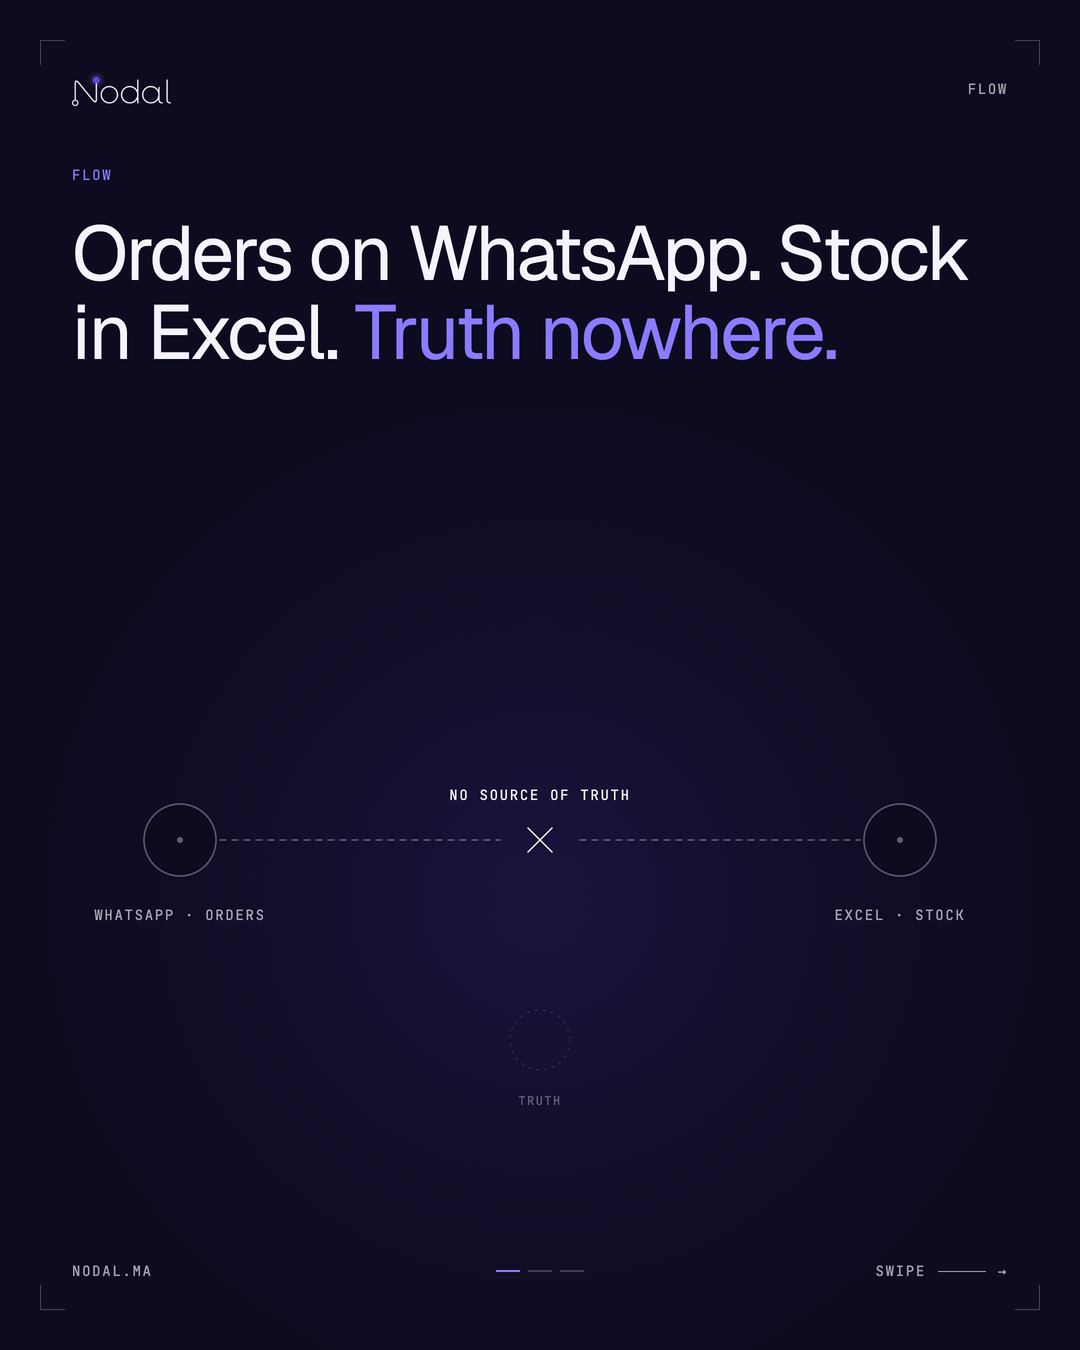 Nodal
FLOW
FLOW
Orders on WhatsApp. Stock
in Excel. Truth nowhere.
NO SOURCE OF TRUTH
WHATSAPP · ORDERS
EXCEL · STOCK
TRUTH
NODAL.MA
SWIPE →